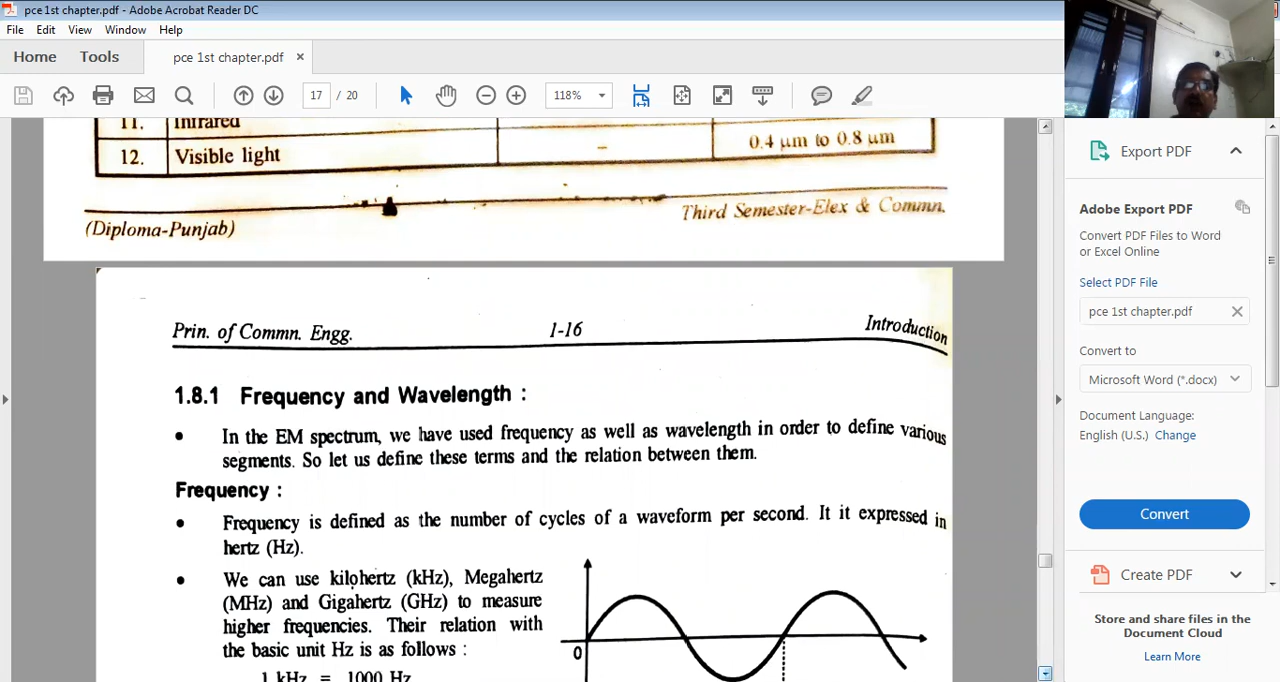 pce 1st chapter.pdf - Adobe Acrobat Reader DC
File Edit View Window Help
Home Tools pce 1st chapter.pdf ×
17 / 20 118%
11. Infrared
12. Visible light – 0.4 μm to 0.8 μm
Third Semester-Elex & Commn.
(Diploma-Punjab)
Prin. of Commn. Engg. 1-16 Introduction
1.8.1 Frequency and Wavelength :
• In the EM spectrum, we have used frequency as well as wavelength in order to define various
segments. So let us define these terms and the relation between them.
Frequency :
• Frequency is defined as the number of cycles of a waveform per second. It it expressed in
hertz (Hz).
• We can use kilohertz (kHz), Megahertz
(MHz) and Gigahertz (GHz) to measure
higher frequencies. Their relation with
the basic unit Hz is as follows :
1 kHz = 1000 Hz
0
Export PDF
Adobe Export PDF
Convert PDF Files to Word
or Excel Online
Select PDF File
pce 1st chapter.pdf
Convert to
Microsoft Word (*.docx)
Document Language:
English (U.S.) Change
Convert
Create PDF
Store and share files in the
Document Cloud
Learn More